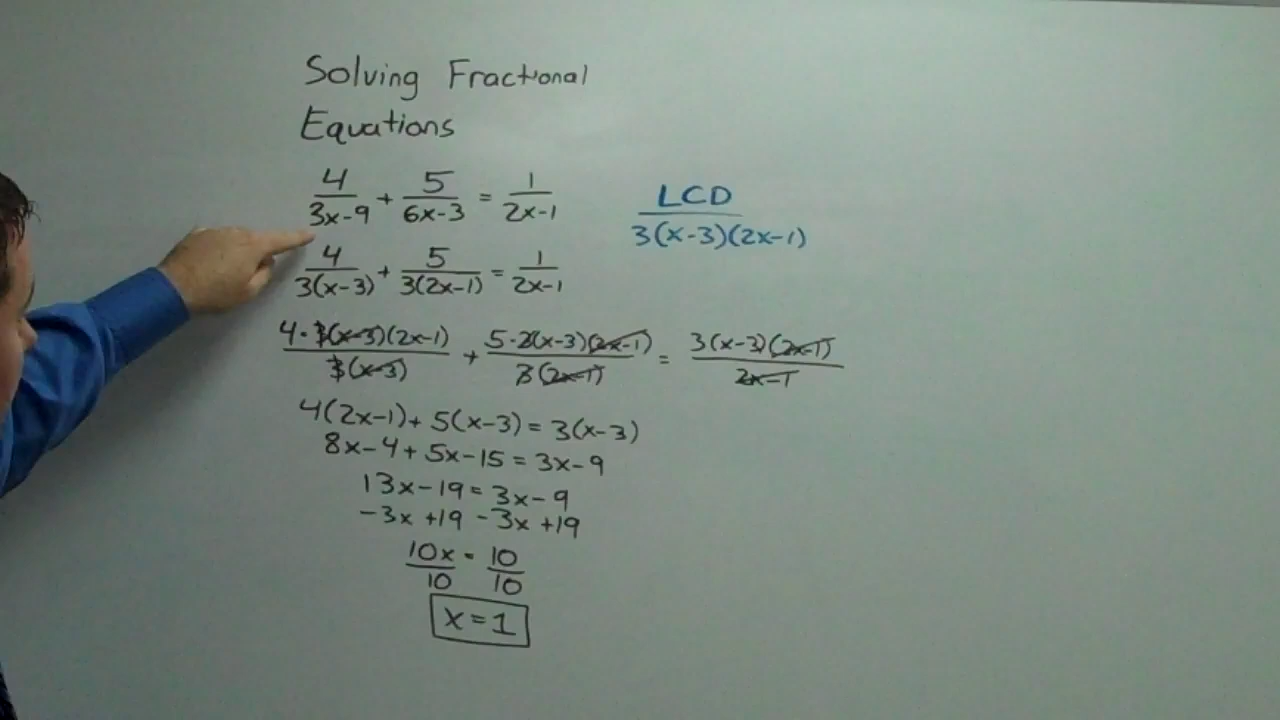 Solving Fractional
Equations
4/(3x-9) + 5/(6x-3) = 1/(2x-1)
LCD
3(x-3)(2x-1)
4/(3(x-3)) + 5/(3(2x-1)) = 1/(2x-1)
4·3(x-3)(2x-1)/(3(x-3)) + 5·3(x-3)(2x-1)/(3(2x-1)) = 3(x-3)(2x-1)/(2x-1)
4(2x-1)+5(x-3)=3(x-3)
8x-4+5x-15=3x-9
13x-19=3x-9
-3x +19 -3x +19
10x/10 = 10/10
x=1